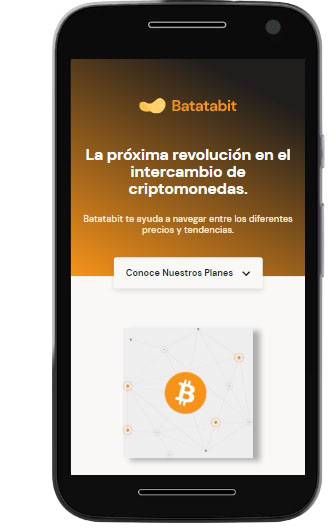 Batatabit
La próxima revolución en el
intercambio de
criptomonedas.
Batatabit te ayuda a navegar entre los diferentes
precios y tendencias.
Conoce Nuestros Planes